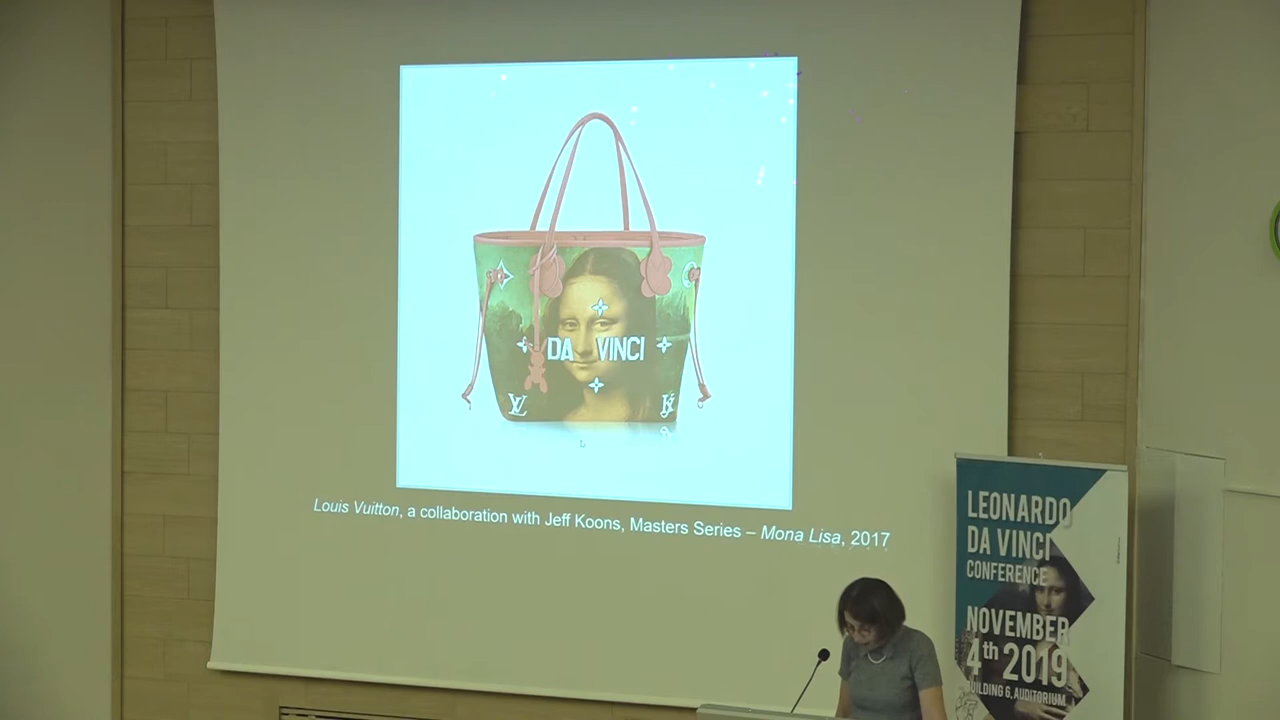 DA VINCI
LV
Louis Vuitton, a collaboration with Jeff Koons, Masters Series – Mona Lisa, 2017
LEONARDO
DA VINCI
CONFERENCE
NOVEMBER
4th 2019
BUILDING 6, AUDITORIUM